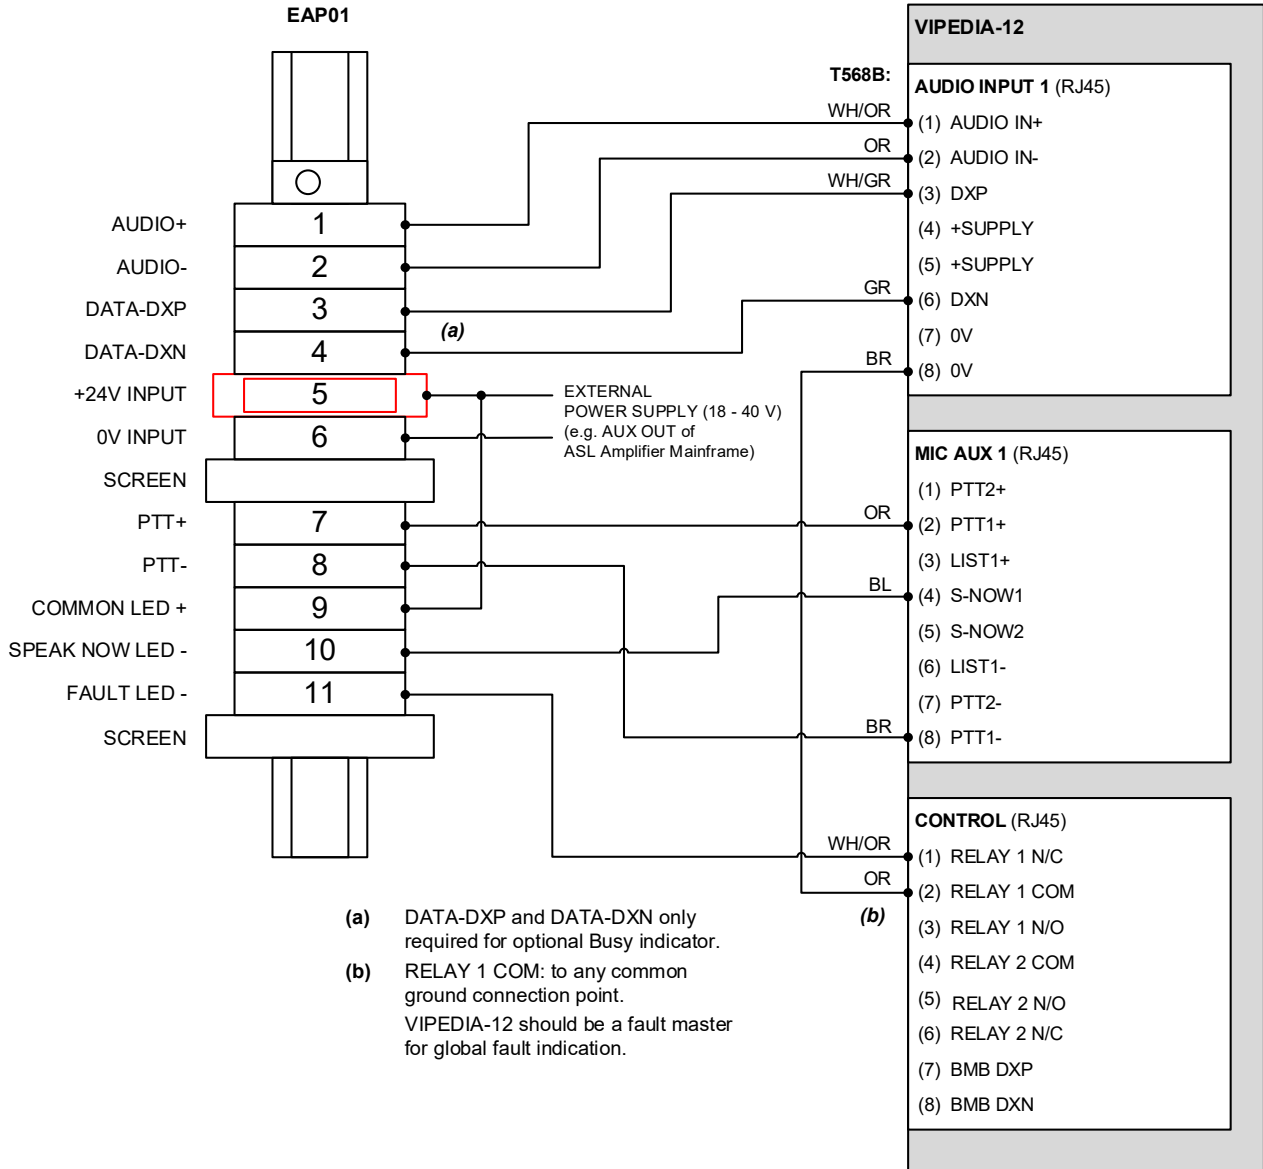 EAP01
VIPEDIA-12
T568B:
AUDIO INPUT 1 (RJ45)
WH/OR
(1) AUDIO IN+
OR
(2) AUDIO IN-
WH/GR
(3) DXP
(4) +SUPPLY
(5) +SUPPLY
GR
(6) DXN
(7) 0V
BR
(8) 0V
AUDIO+ 1
AUDIO- 2
DATA-DXP 3
(a)
DATA-DXN 4
+24V INPUT 5
0V INPUT 6
SCREEN
PTT+ 7
PTT- 8
COMMON LED + 9
SPEAK NOW LED - 10
FAULT LED - 11
SCREEN
EXTERNAL
POWER SUPPLY (18 - 40 V)
(e.g. AUX OUT of
ASL Amplifier Mainframe)
MIC AUX 1 (RJ45)
(1) PTT2+
OR
(2) PTT1+
(3) LIST1+
BL
(4) S-NOW1
(5) S-NOW2
(6) LIST1-
(7) PTT2-
BR
(8) PTT1-
CONTROL (RJ45)
WH/OR
(1) RELAY 1 N/C
OR
(2) RELAY 1 COM
(b)
(3) RELAY 1 N/O
(4) RELAY 2 COM
(5) RELAY 2 N/O
(6) RELAY 2 N/C
(7) BMB DXP
(8) BMB DXN
(a) DATA-DXP and DATA-DXN only
required for optional Busy indicator.
(b) RELAY 1 COM: to any common
ground connection point.
VIPEDIA-12 should be a fault master
for global fault indication.